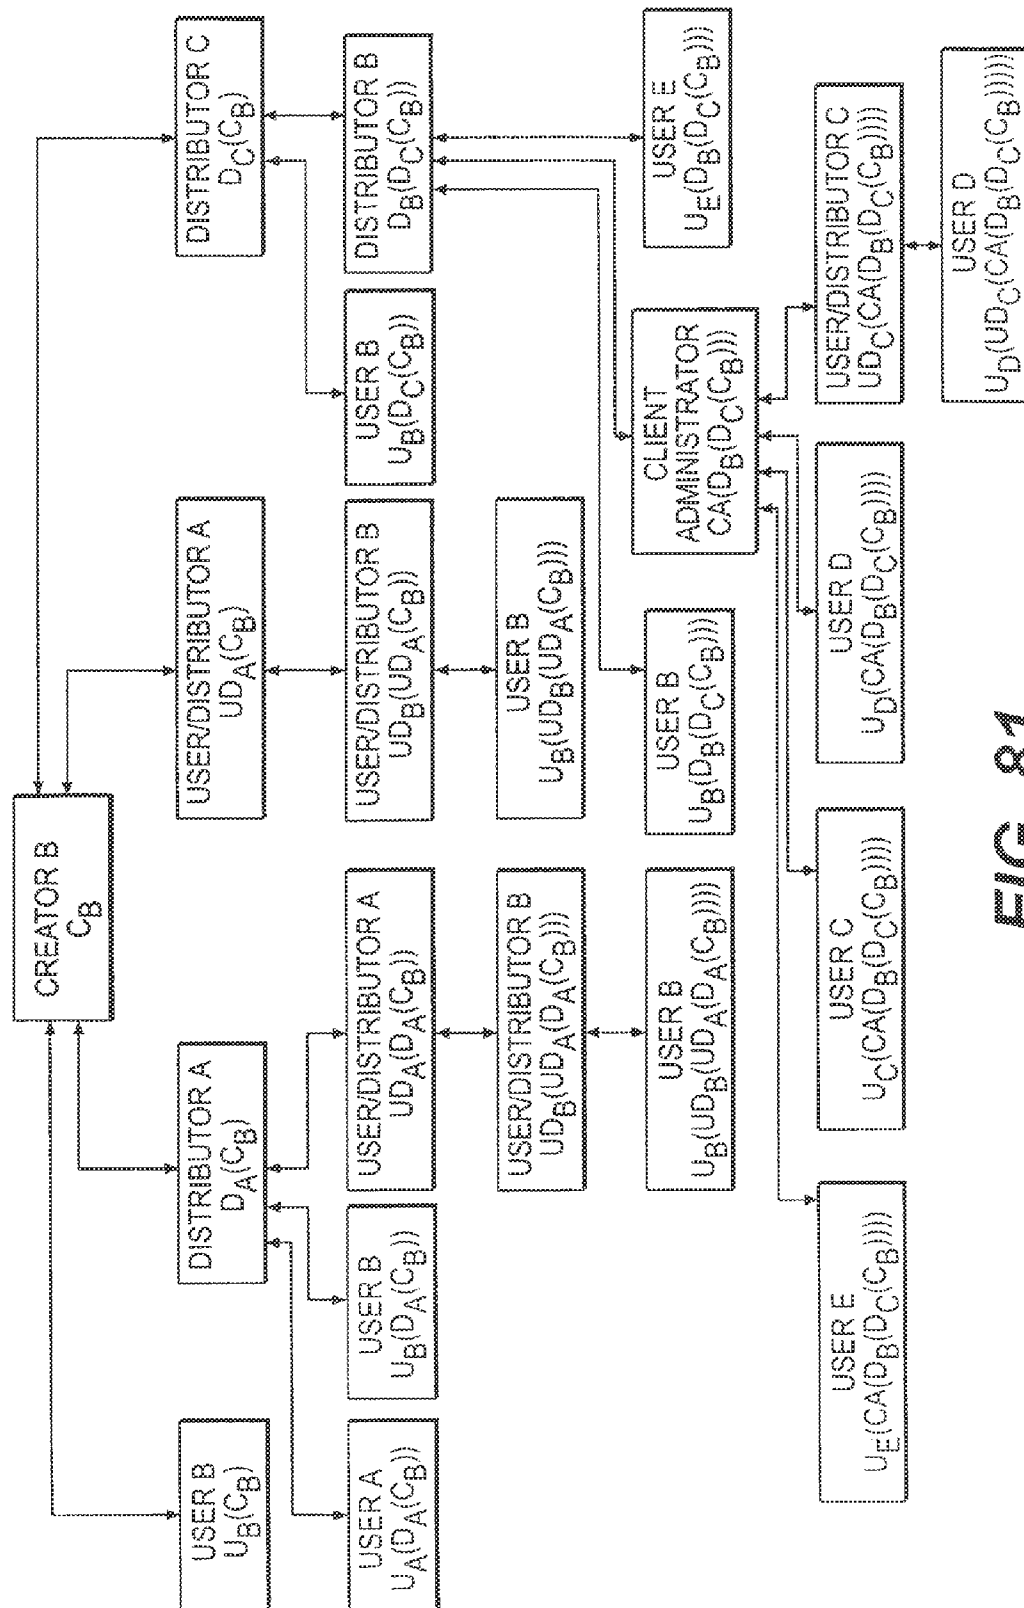 CREATOR B
C_B
USER B
U_B(C_B)
DISTRIBUTOR A
D_A(C_B)
USER/DISTRIBUTOR A
UD_A(C_B)
DISTRIBUTOR C
D_C(C_B)
USER A
U_A(D_A(C_B))
USER B
U_B(D_A(C_B))
USER/DISTRIBUTOR A
UD_A(D_A(C_B))
USER/DISTRIBUTOR B
UD_B(UD_A(C_B))
USER B
U_B(D_C(C_B))
DISTRIBUTOR B
D_B(D_C(C_B))
USER/DISTRIBUTOR B
UD_B(UD_A(D_A(C_B)))
USER B
U_B(UD_B(UD_A(C_B)))
USER B
U_B(UD_B(UD_A(D_A(C_B))))
USER B
U_B(D_B(D_C(C_B)))
CLIENT
ADMINISTRATOR
CA(D_B(D_C(C_B)))
USER E
U_E(D_B(D_C(C_B)))
USER E
U_E(CA(D_B(D_C(C_B))))
USER C
U_C(CA(D_B(D_C(C_B))))
USER D
U_D(CA(D_B(D_C(C_B))))
USER/DISTRIBUTOR C
UD_C(CA(D_B(D_C(C_B))))
USER D
U_D(UD_C(CA(D_B(D_C(C_B)))))
FIG. 81